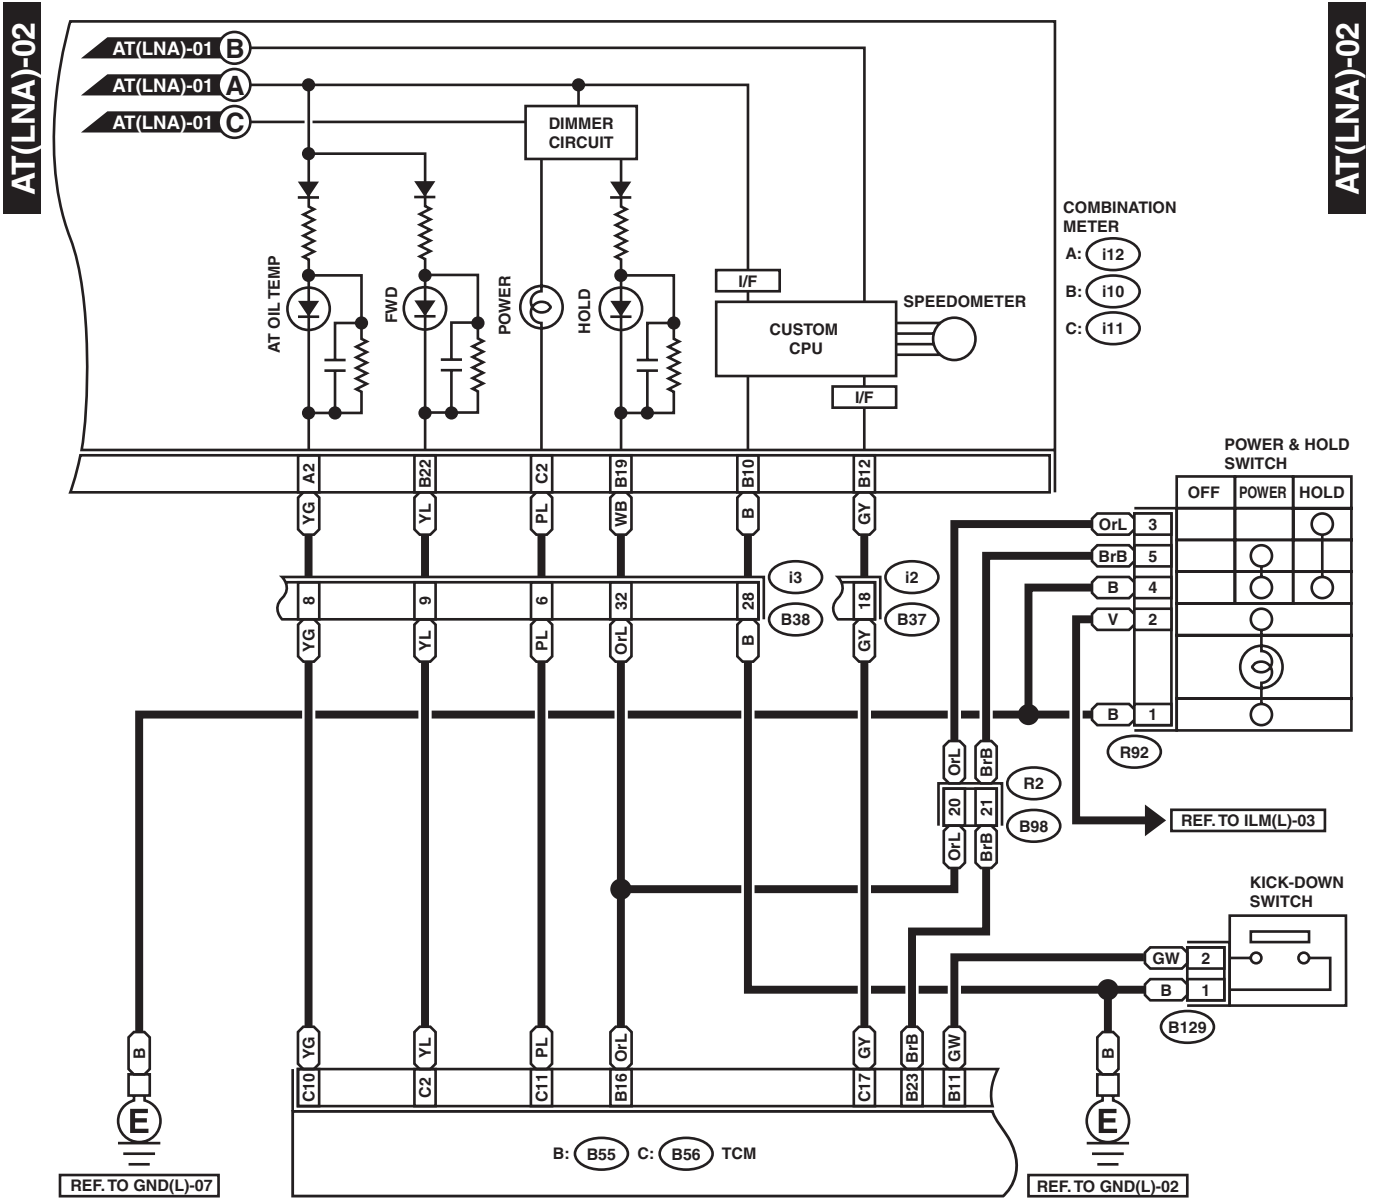 AT(LNA)-02
AT(LNA)-02
AT(LNA)-01 B
AT(LNA)-01 A
AT(LNA)-01 C
DIMMER
CIRCUIT
AT OIL TEMP
FWD
POWER
HOLD
I/F
CUSTOM
CPU
SPEEDOMETER
I/F
COMBINATION
METER
A: i12
B: i10
C: i11
A2 B22 C2 B19 B10 B12
YG YL PL WB B GY
8 9 6 32 28 18
i3
B38
i2
B37
YG YL PL OrL B GY
POWER & HOLD
SWITCH
OFF POWER HOLD
OrL 3
BrB 5
B 4
V 2
B 1
R92
OrL BrB
20 21
R2
B98
OrL BrB
REF. TO ILM(L)-03
KICK-DOWN
SWITCH
GW 2
B 1
B129
B
E
REF. TO GND(L)-07
YG YL PL OrL GY BrB GW
C10 C2 C11 B16 C17 B23 B11
B: B55 C: B56 TCM
B
E
REF. TO GND(L)-02